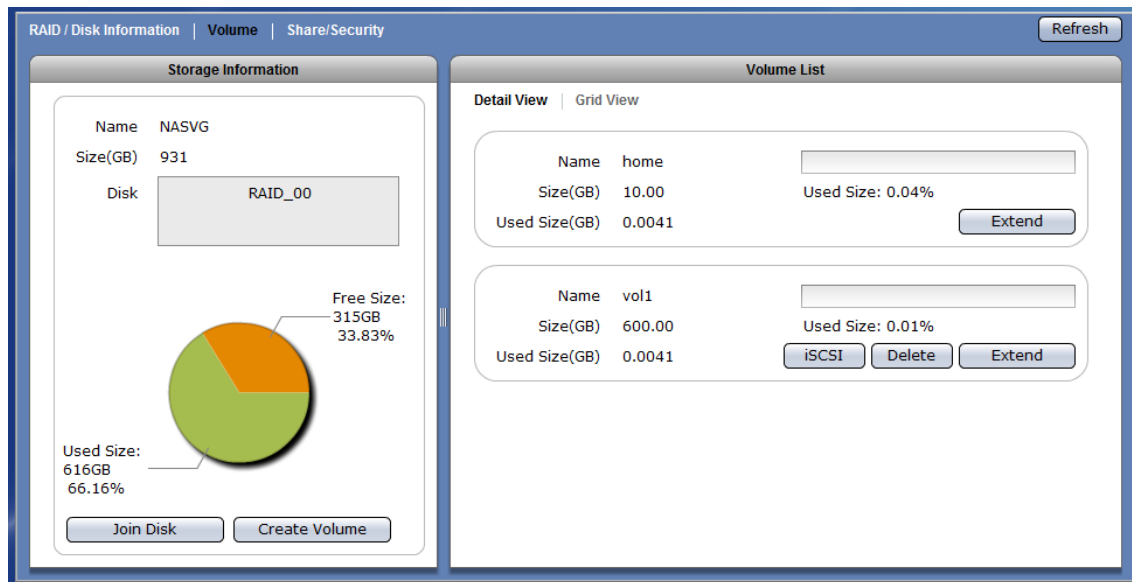 RAID / Disk Information | Volume | Share/Security
Refresh
Storage Information
Name NASVG
Size(GB) 931
Disk RAID_00
Free Size:
315GB
33.83%
Used Size:
616GB
66.16%
Join Disk
Create Volume
Volume List
Detail View | Grid View
Name home
Size(GB) 10.00 Used Size: 0.04%
Used Size(GB) 0.0041 Extend
Name vol1
Size(GB) 600.00 Used Size: 0.01%
Used Size(GB) 0.0041 iSCSI Delete Extend